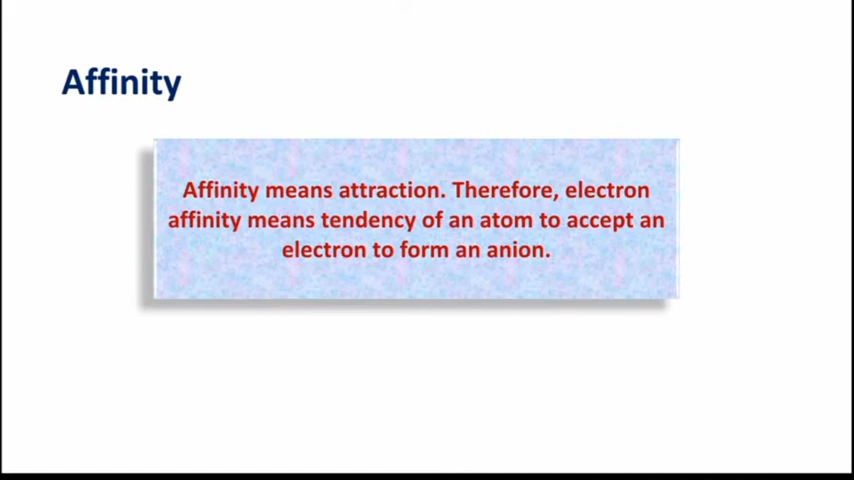 Affinity
Affinity means attraction. Therefore, electron
affinity means tendency of an atom to accept an
electron to form an anion.